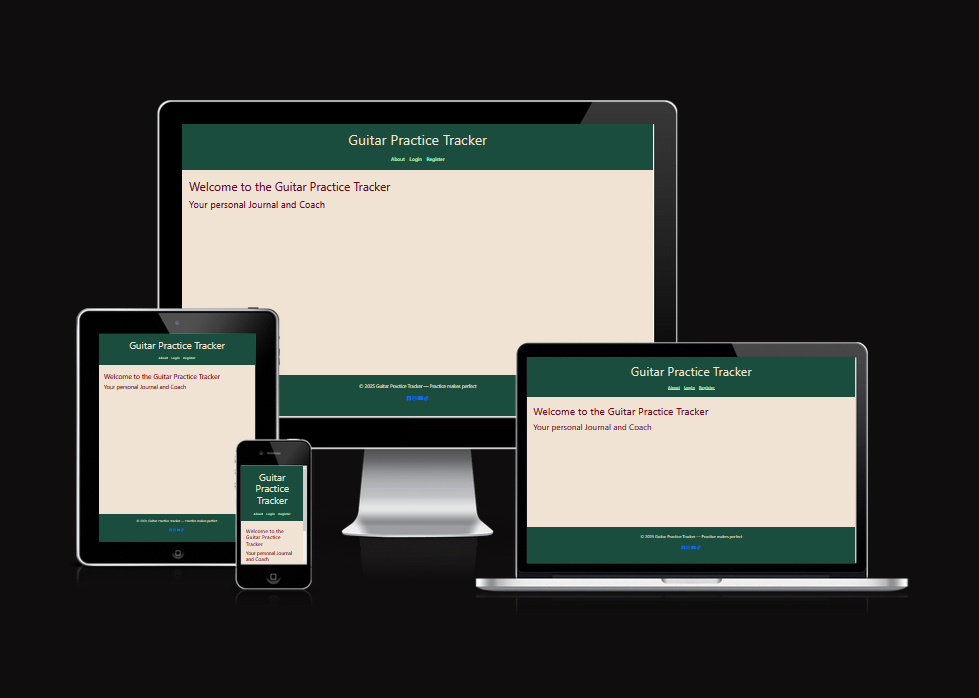 Guitar Practice Tracker
About Login Register
Welcome to the Guitar Practice Tracker
Your personal Journal and Coach
© 2025 Guitar Practice Tracker — Practice makes perfect
Guitar Practice Tracker
About Login Register
Welcome to the Guitar Practice Tracker
Your personal Journal and Coach
© 2025 Guitar Practice Tracker — Practice makes perfect
Guitar
Practice
Tracker
About Login Register
Welcome to the
Guitar Practice
Tracker
Your personal Journal
and Coach
Guitar Practice Tracker
About Login Register
Welcome to the Guitar Practice Tracker
Your personal Journal and Coach
© 2025 Guitar Practice Tracker — Practice makes perfect